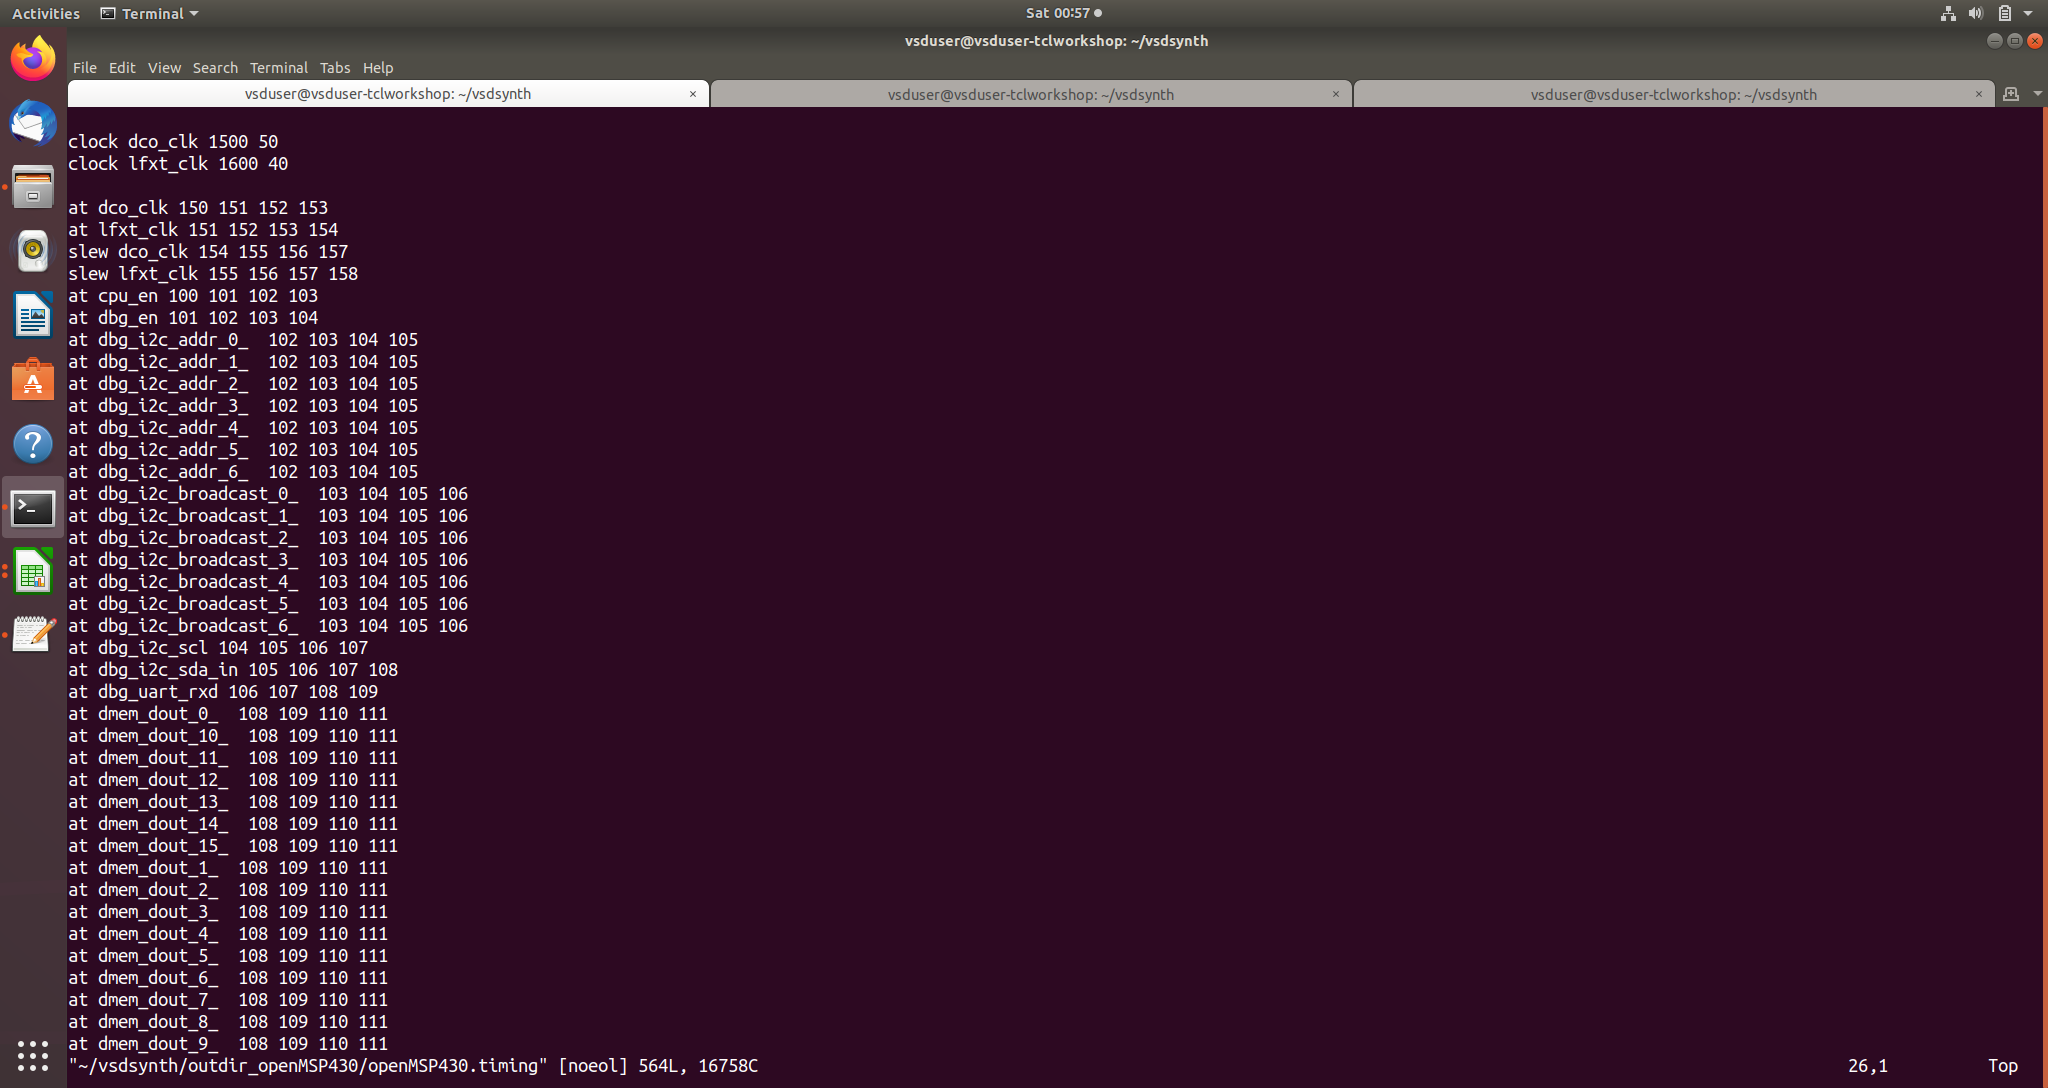 Activities Terminal Sat 00:57
vsduser@vsduser-tclworkshop: ~/vsdsynth
File Edit View Search Terminal Tabs Help
vsduser@vsduser-tclworkshop: ~/vsdsynth × vsduser@vsduser-tclworkshop: ~/vsdsynth × vsduser@vsduser-tclworkshop: ~/vsdsynth ×
clock dco_clk 1500 50
clock lfxt_clk 1600 40
at dco_clk 150 151 152 153
at lfxt_clk 151 152 153 154
slew dco_clk 154 155 156 157
slew lfxt_clk 155 156 157 158
at cpu_en 100 101 102 103
at dbg_en 101 102 103 104
at dbg_i2c_addr_0_  102 103 104 105
at dbg_i2c_addr_1_  102 103 104 105
at dbg_i2c_addr_2_  102 103 104 105
at dbg_i2c_addr_3_  102 103 104 105
at dbg_i2c_addr_4_  102 103 104 105
at dbg_i2c_addr_5_  102 103 104 105
at dbg_i2c_addr_6_  102 103 104 105
at dbg_i2c_broadcast_0_  103 104 105 106
at dbg_i2c_broadcast_1_  103 104 105 106
at dbg_i2c_broadcast_2_  103 104 105 106
at dbg_i2c_broadcast_3_  103 104 105 106
at dbg_i2c_broadcast_4_  103 104 105 106
at dbg_i2c_broadcast_5_  103 104 105 106
at dbg_i2c_broadcast_6_  103 104 105 106
at dbg_i2c_scl 104 105 106 107
at dbg_i2c_sda_in 105 106 107 108
at dbg_uart_rxd 106 107 108 109
at dmem_dout_0_  108 109 110 111
at dmem_dout_10_  108 109 110 111
at dmem_dout_11_  108 109 110 111
at dmem_dout_12_  108 109 110 111
at dmem_dout_13_  108 109 110 111
at dmem_dout_14_  108 109 110 111
at dmem_dout_15_  108 109 110 111
at dmem_dout_1_  108 109 110 111
at dmem_dout_2_  108 109 110 111
at dmem_dout_3_  108 109 110 111
at dmem_dout_4_  108 109 110 111
at dmem_dout_5_  108 109 110 111
at dmem_dout_6_  108 109 110 111
at dmem_dout_7_  108 109 110 111
at dmem_dout_8_  108 109 110 111
at dmem_dout_9_  108 109 110 111
"~/vsdsynth/outdir_openMSP430/openMSP430.timing" [noeol] 564L, 16758C 26,1 Top